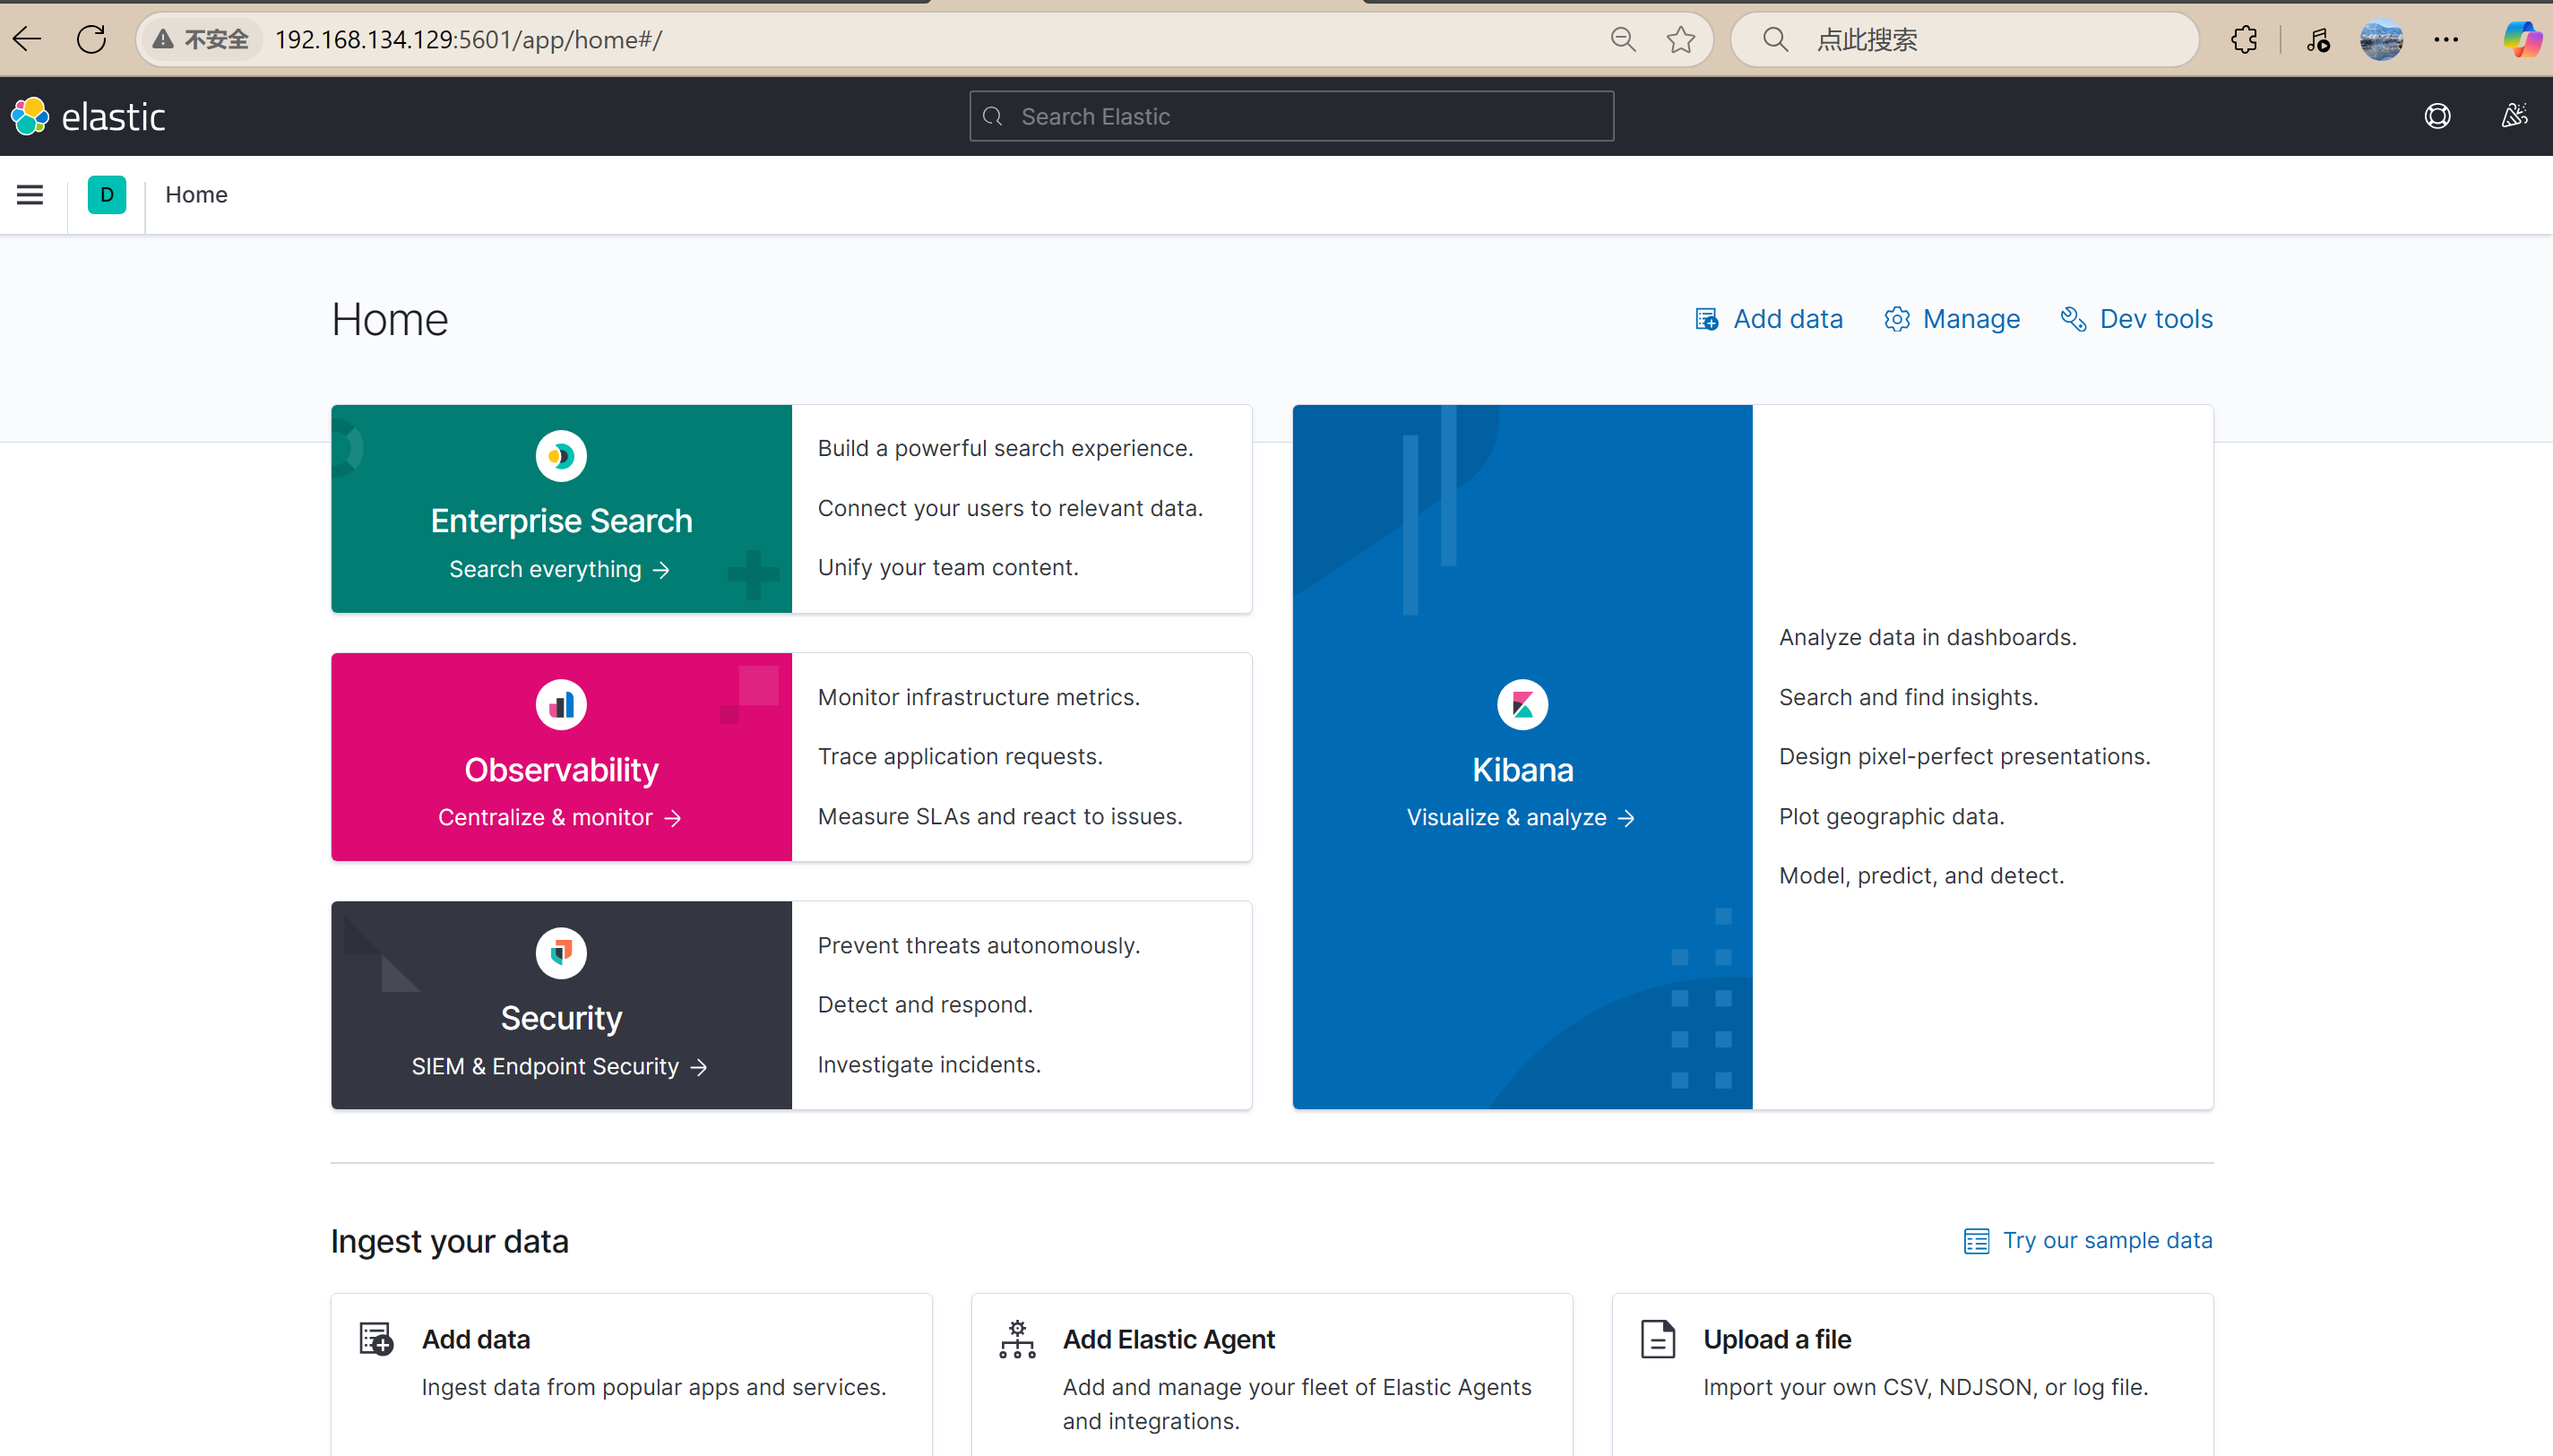 不安全
192.168.134.129:5601/app/home#/
点此搜索
elastic
Search Elastic
D
Home
Home
Add data
Manage
Dev tools
Enterprise Search
Search everything →
Build a powerful search experience.
Connect your users to relevant data.
Unify your team content.
Observability
Centralize & monitor →
Monitor infrastructure metrics.
Trace application requests.
Measure SLAs and react to issues.
Security
SIEM & Endpoint Security →
Prevent threats autonomously.
Detect and respond.
Investigate incidents.
Kibana
Visualize & analyze →
Analyze data in dashboards.
Search and find insights.
Design pixel-perfect presentations.
Plot geographic data.
Model, predict, and detect.
Ingest your data
Try our sample data
Add data
Ingest data from popular apps and services.
Add Elastic Agent
Add and manage your fleet of Elastic Agents
and integrations.
Upload a file
Import your own CSV, NDJSON, or log file.